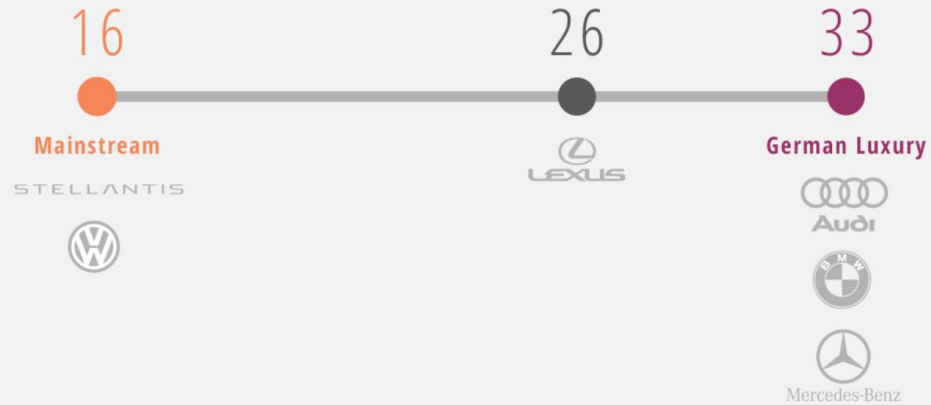 16
26
33
Mainstream
German Luxury
STELLANTIS
LEXUS
Audi
BMW
Mercedes-Benz